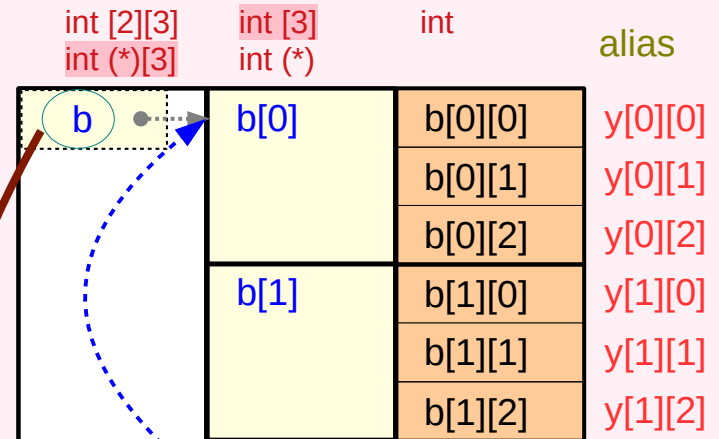 int [2][3] int [3] int alias
int (*)[3] int (*)
b b[0] b[0][0] y[0][0]
b[0][1] y[0][1]
b[0][2] y[0][2]
b[1] b[1][0] y[1][0]
b[1][1] y[1][1]
b[1][2] y[1][2]